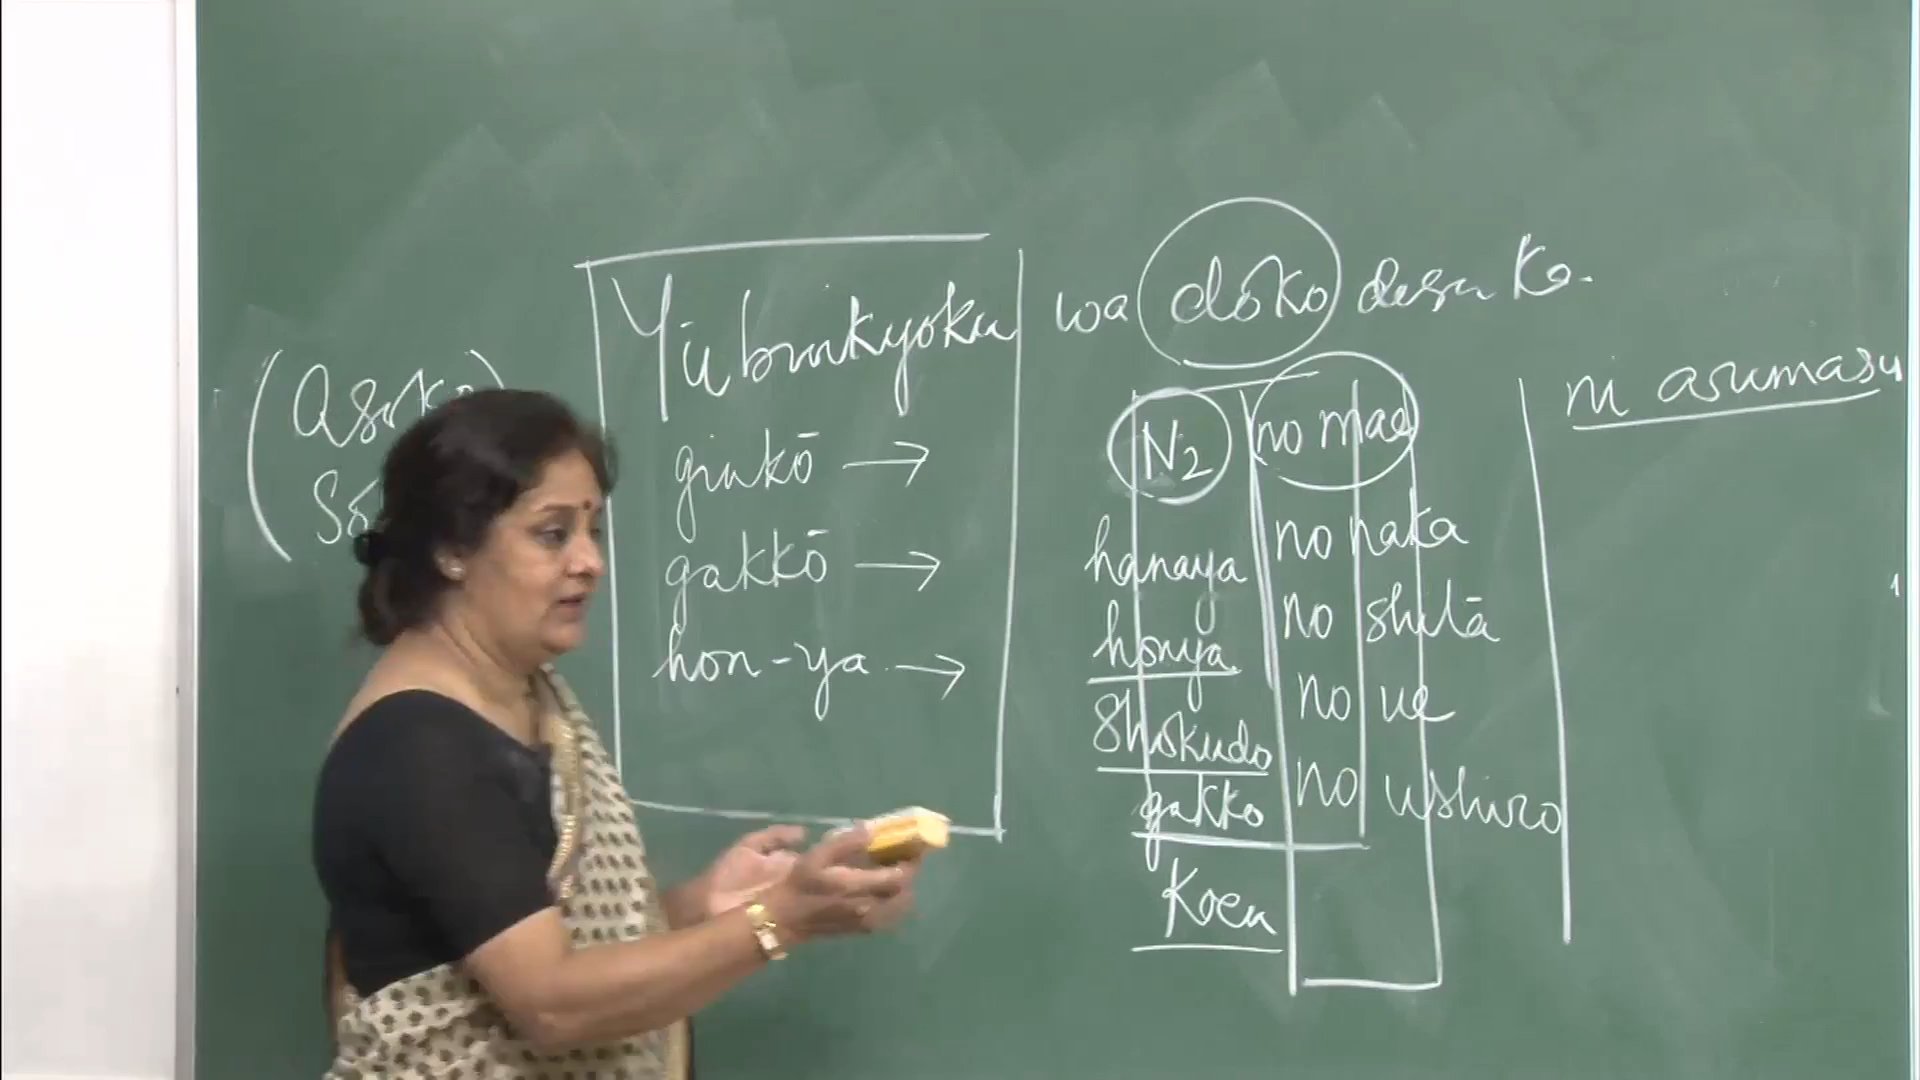 Yūbinkyoku wa doko desu ka.
ginkō →
gakkō →
hon-ya →
N2 no mae ni arimasu
hanaya no naka
honya no shitā
Shokudo no ue
gakko no ushiro
Koen